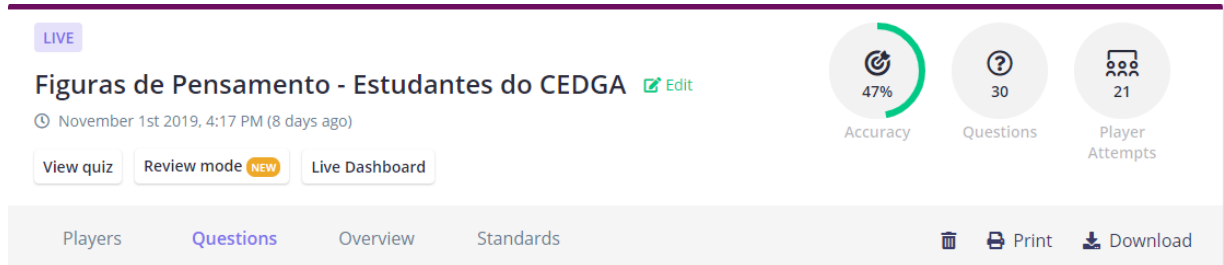 LIVE
Figuras de Pensamento - Estudantes do CEDGA Edit
November 1st 2019, 4:17 PM (8 days ago)
View quiz Review mode NEW Live Dashboard
47% 30 21
Accuracy Questions Player
Attempts
Players Questions Overview Standards Print Download